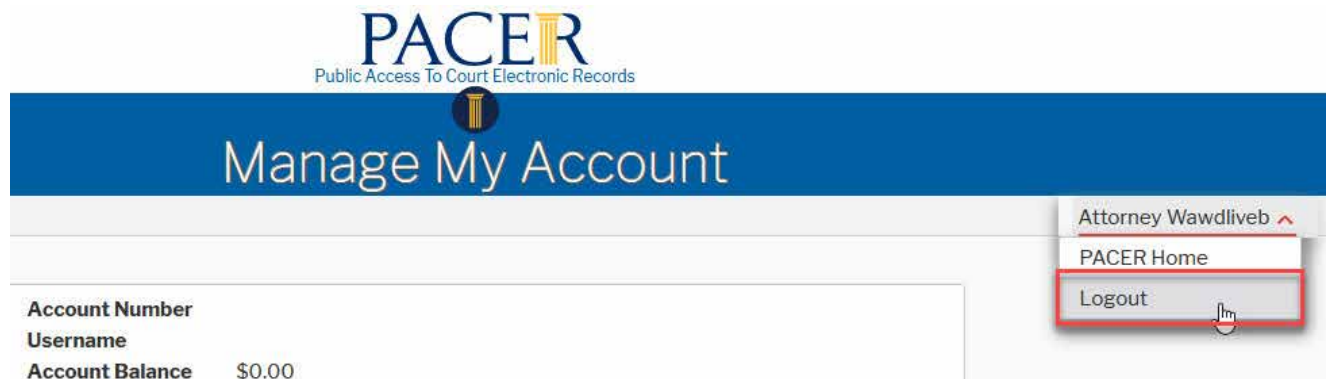 PACER
Public Access To Court Electronic Records
Manage My Account
Attorney Wawdliveb
PACER Home
Logout
Account Number
Username
Account Balance $0.00